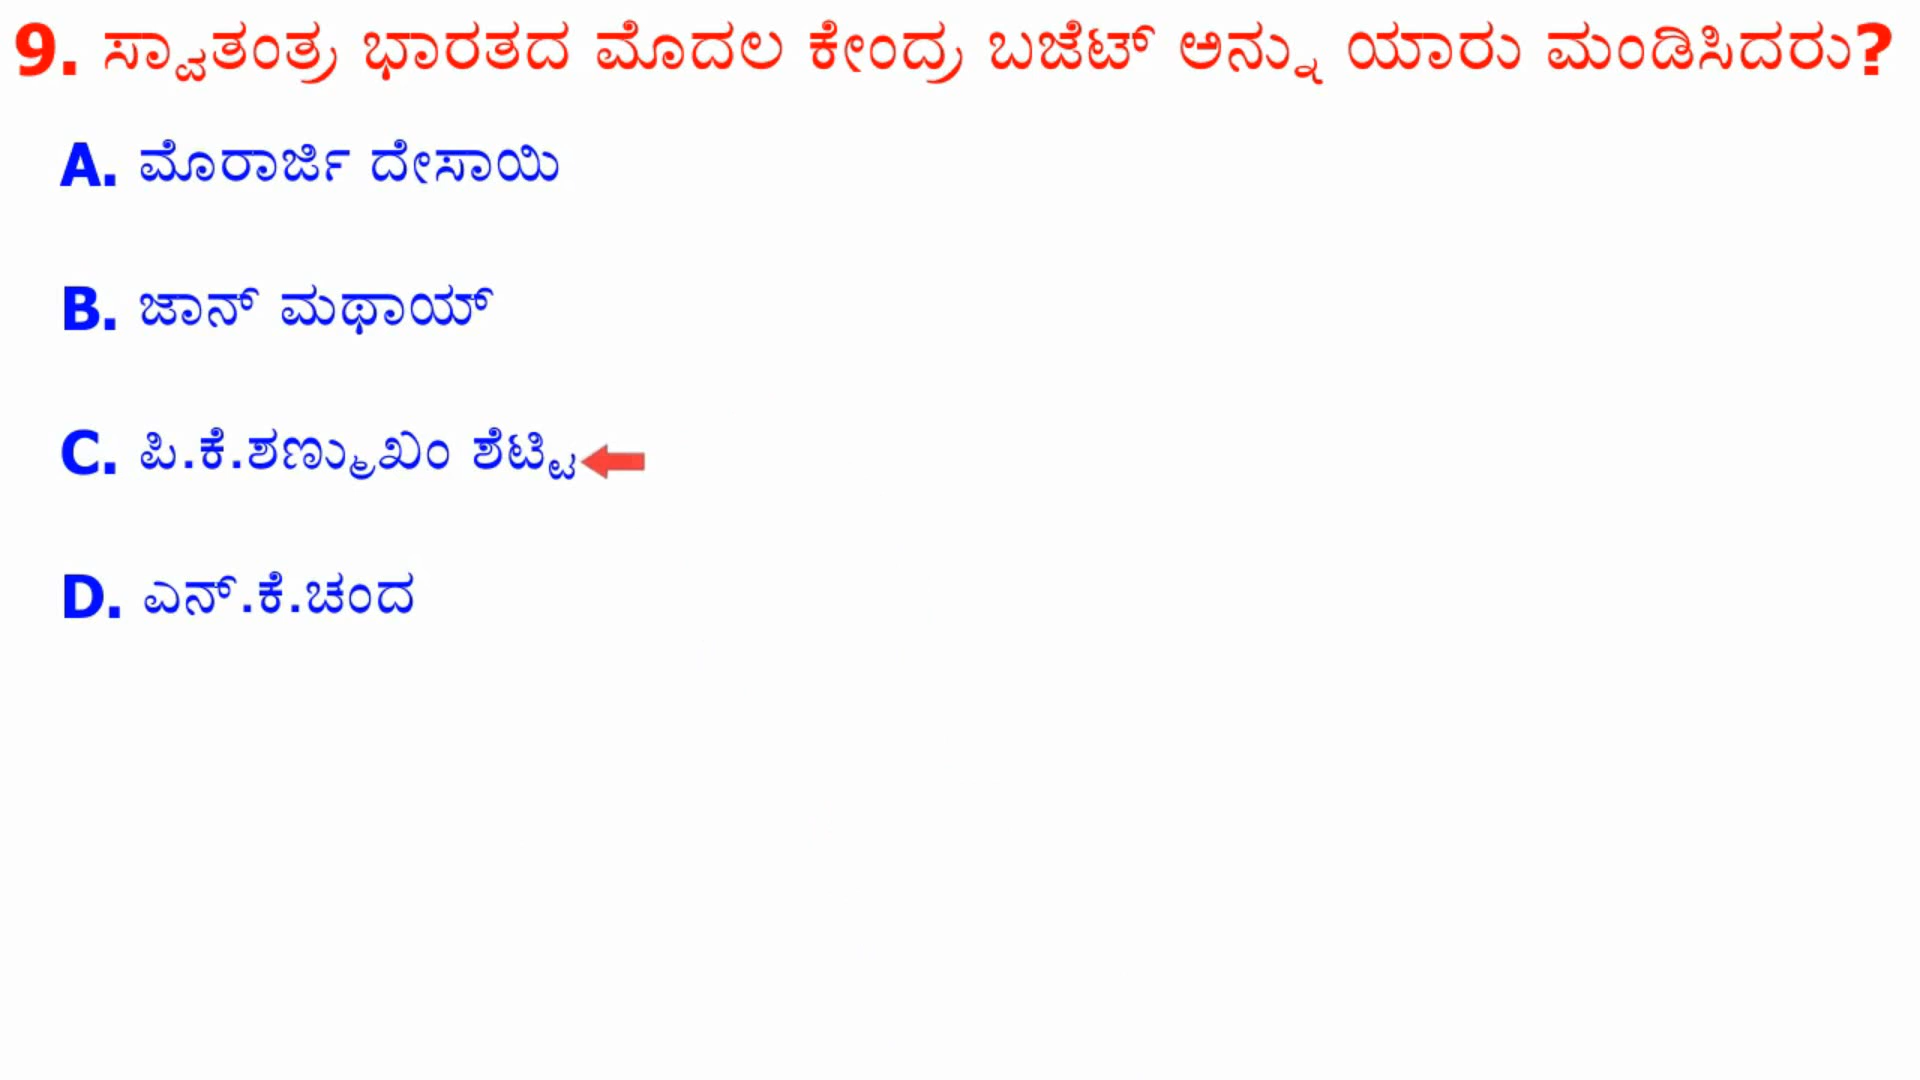 9. ಸ್ವಾತಂತ್ರ ಭಾರತದ ಮೊದಲ ಕೇಂದ್ರ ಬಜೆಟ್ ಅನ್ನು ಯಾರು ಮಂಡಿಸಿದರು?
A. ಮೊರಾರ್ಜಿ ದೇಸಾಯಿ
B. ಜಾನ್ ಮಥಾಯ್
C. ಪಿ.ಕೆ.ಶಣ್ಮುಖಂ ಶೆಟ್ಟಿ
D. ಎನ್.ಕೆ.ಚಂದ